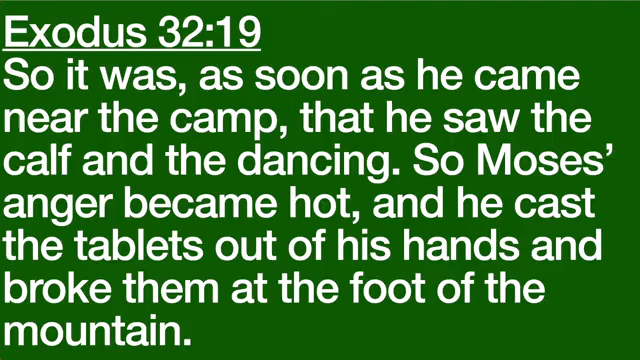 Exodus 32:19
So it was, as soon as he came
near the camp, that he saw the
calf and the dancing. So Moses’
anger became hot, and he cast
the tablets out of his hands and
broke them at the foot of the
mountain.